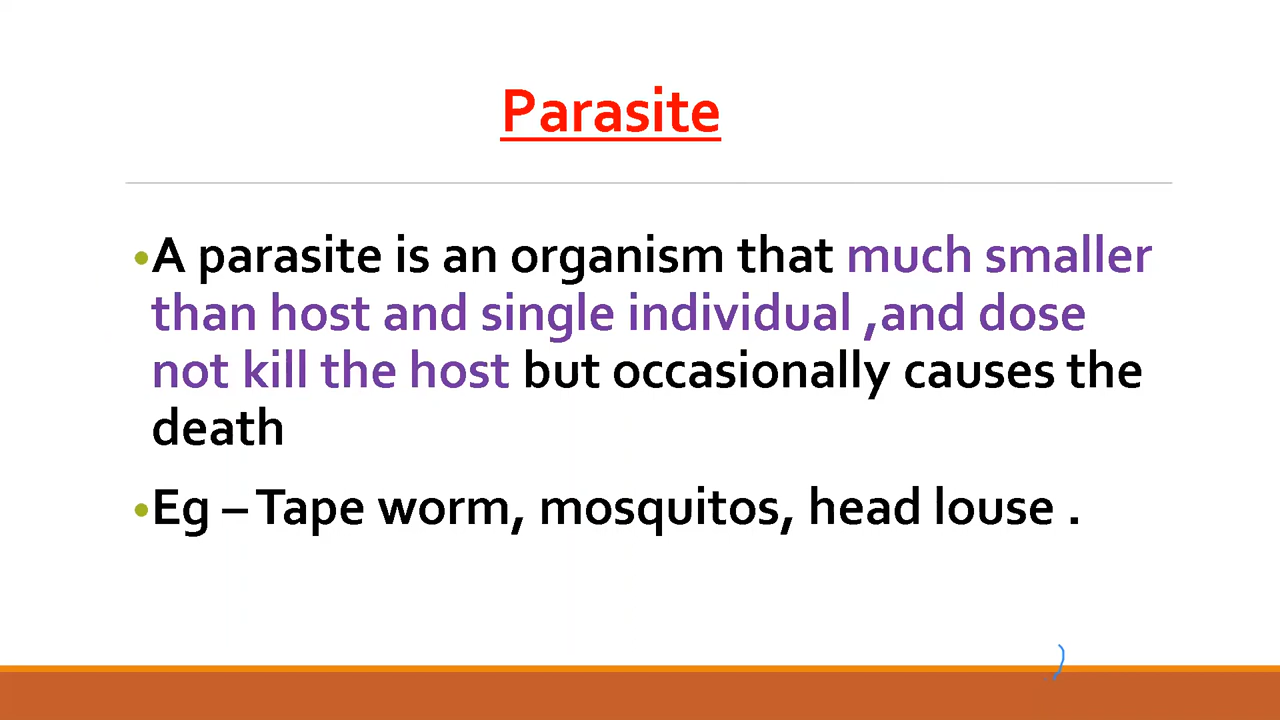 Parasite
•A parasite is an organism that much smaller
than host and single individual ,and dose
not kill the host but occasionally causes the
death
•Eg – Tape worm, mosquitos, head louse .